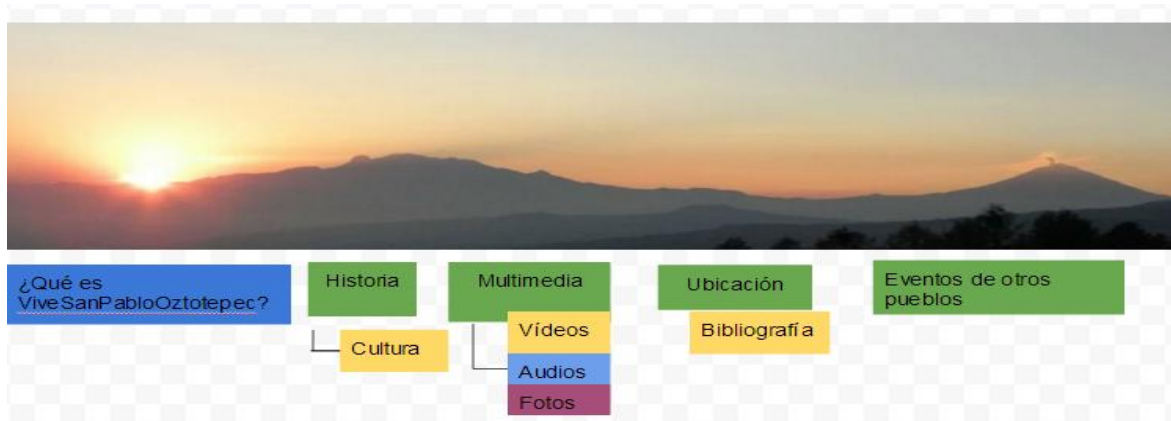 ¿Qué es
ViveSanPabloOztotepec?
Historia
Cultura
Multimedia
Vídeos
Audios
Fotos
Ubicación
Bibliografía
Eventos de otros
pueblos